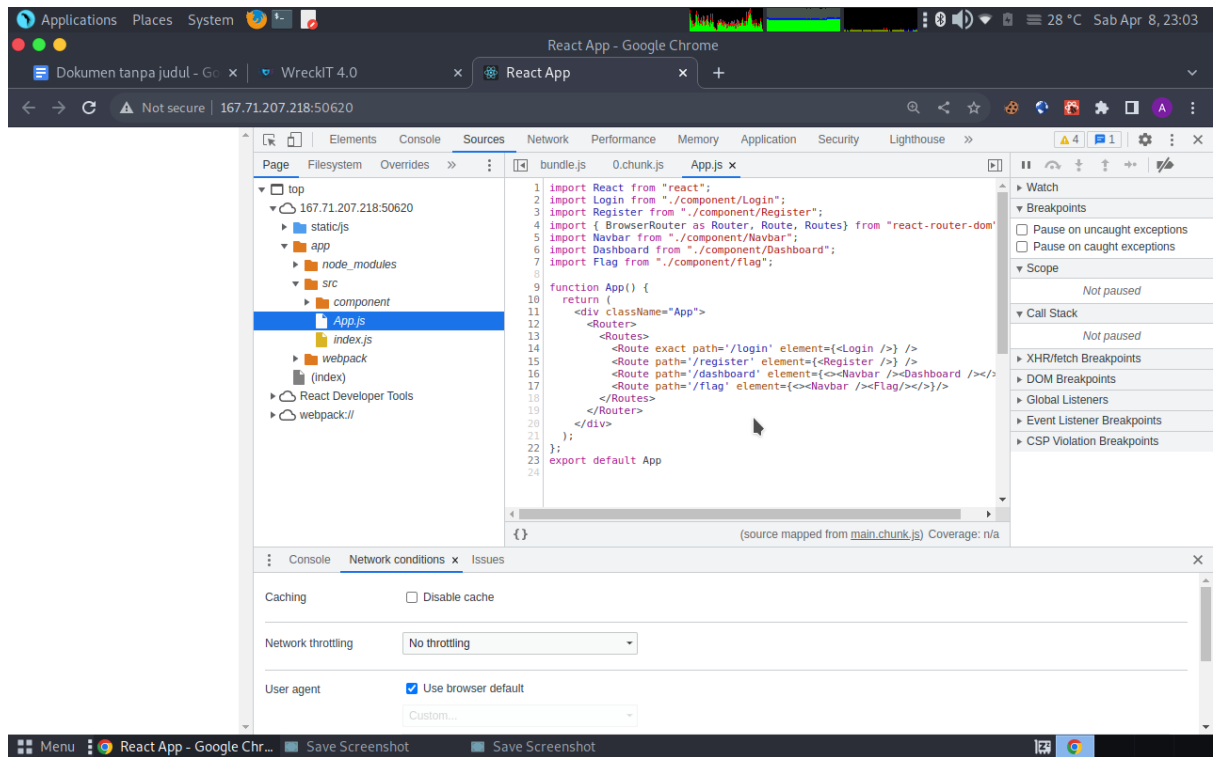 Applications Places System 28 °C Sab Apr 8, 23:03
React App - Google Chrome
Dokumen tanpa judul - Go × WreckIT 4.0 × React App × +
Not secure | 167.71.207.218:50620 A
Elements Console Sources Network Performance Memory Application Security Lighthouse » 4 1
Page Filesystem Overrides » bundle.js 0.chunk.js App.js ×
top
167.71.207.218:50620
static/js
app
node_modules
src
component
App.js
index.js
webpack
(index)
React Developer Tools
webpack://
1 import React from "react";
2 import Login from "./component/Login";
3 import Register from "./component/Register";
4 import { BrowserRouter as Router, Route, Routes} from "react-router-dom"
5 import Navbar from "./component/Navbar";
6 import Dashboard from "./component/Dashboard";
7 import Flag from "./component/flag";
8
9 function App() {
10 return (
11 <div className="App">
12 <Router>
13 <Routes>
14 <Route exact path='/login' element={<Login />} />
15 <Route path='/register' element={<Register />} />
16 <Route path='/dashboard' element={<><Navbar /><Dashboard /></>
17 <Route path='/flag' element={<><Navbar /><Flag/></>}/>
18 </Routes>
19 </Router>
20 </div>
21 );
22 };
23 export default App
24
{} (source mapped from main.chunk.js) Coverage: n/a
Watch
Breakpoints
Pause on uncaught exceptions
Pause on caught exceptions
Scope
Not paused
Call Stack
Not paused
XHR/fetch Breakpoints
DOM Breakpoints
Global Listeners
Event Listener Breakpoints
CSP Violation Breakpoints
Console Network conditions × Issues
Caching Disable cache
Network throttling No throttling
User agent Use browser default
Custom...
Menu React App - Google Chr... Save Screenshot Save Screenshot